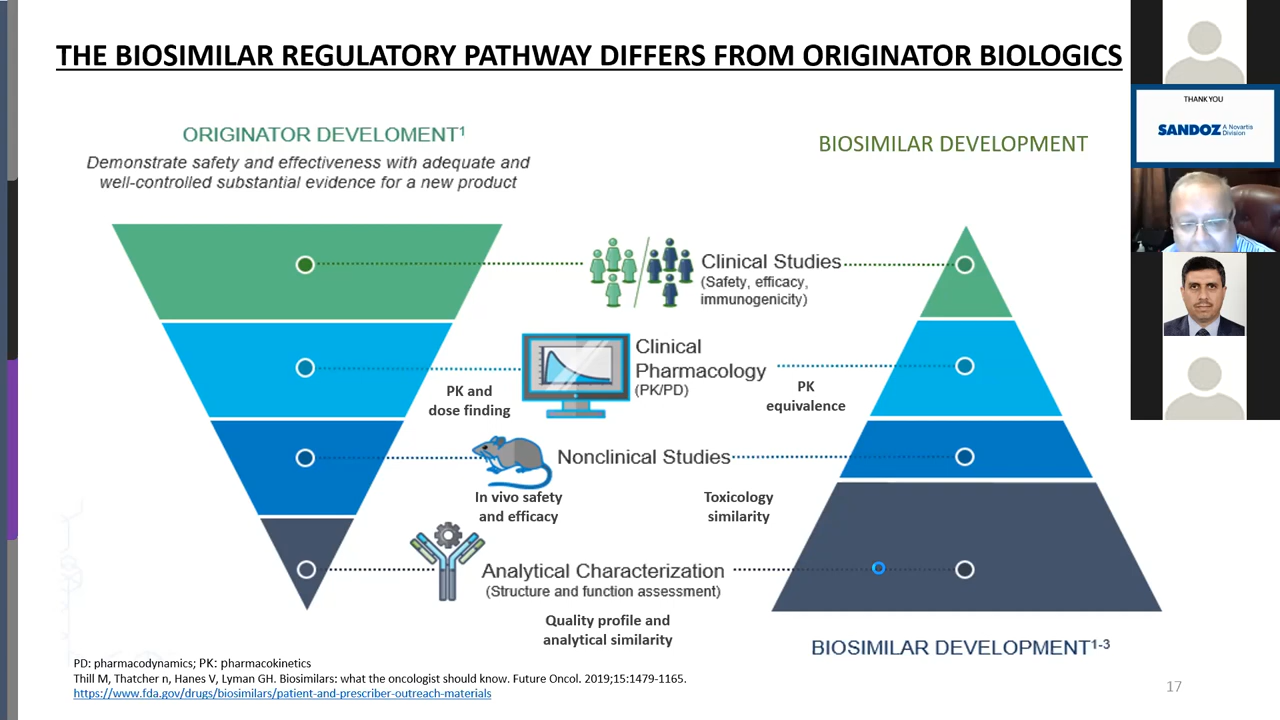 THE BIOSIMILAR REGULATORY PATHWAY DIFFERS FROM ORIGINATOR BIOLOGICS
ORIGINATOR DEVELOMENT1
Demonstrate safety and effectiveness with adequate and
well-controlled substantial evidence for a new product
BIOSIMILAR DEVELOPMENT
Clinical Studies
(Safety, efficacy,
immunogenicity)
Clinical
Pharmacology
(PK/PD)
PK and
dose finding
PK
equivalence
Nonclinical Studies
In vivo safety
and efficacy
Toxicology
similarity
Analytical Characterization
(Structure and function assessment)
Quality profile and
analytical similarity
BIOSIMILAR DEVELOPMENT1-3
PD: pharmacodynamics; PK: pharmacokinetics
Thill M, Thatcher n, Hanes V, Lyman GH. Biosimilars: what the oncologist should know. Future Oncol. 2019;15:1479-1165.
https://www.fda.gov/drugs/biosimilars/patient-and-prescriber-outreach-materials
17
THANK YOU
SANDOZ A Novartis
Division